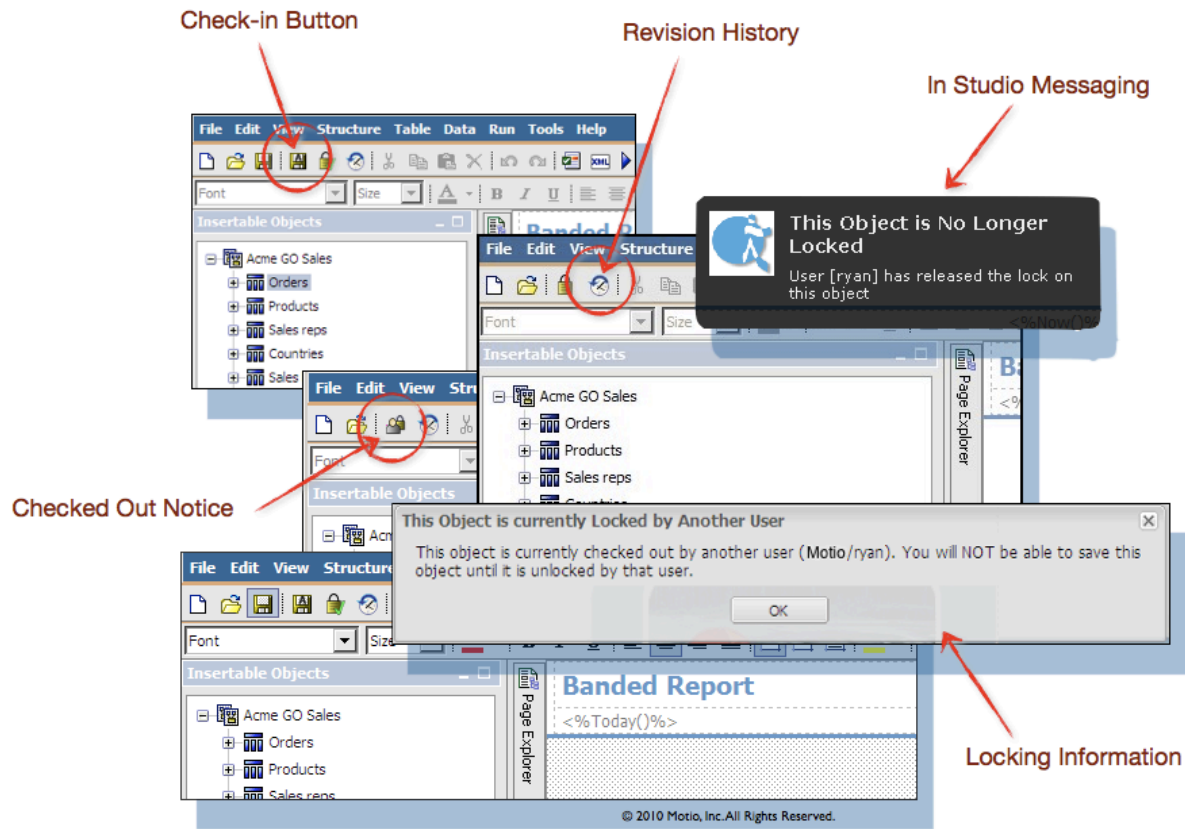 Check-in Button
Revision History
In Studio Messaging
File Edit View Structure Table Data Run Tools Help
XML
Font
Size
A
B I U
Insertable Objects
Acme GO Sales
Orders
Products
Sales reps
Countries
Sales
This Object is No Longer
Locked
User [ryan] has released the lock on
this object
<%Now()%
File Edit View Structure
Font
Size
Insertable Objects
Acme GO Sales
Orders
Products
Sales reps
Page Explorer
File Edit View
Font
Insertable Objects
Checked Out Notice
This Object is currently Locked by Another User
This object is currently checked out by another user (Motio/ryan). You will NOT be able to save this
object until it is unlocked by that user.
OK
File Edit View Structure
Font
Size
Insertable Objects
Acme GO Sales
Orders
Products
Sales reps
Page Explorer
Banded Report
<%Today()%>
Locking Information
© 2010 Motio, Inc.All Rights Reserved.